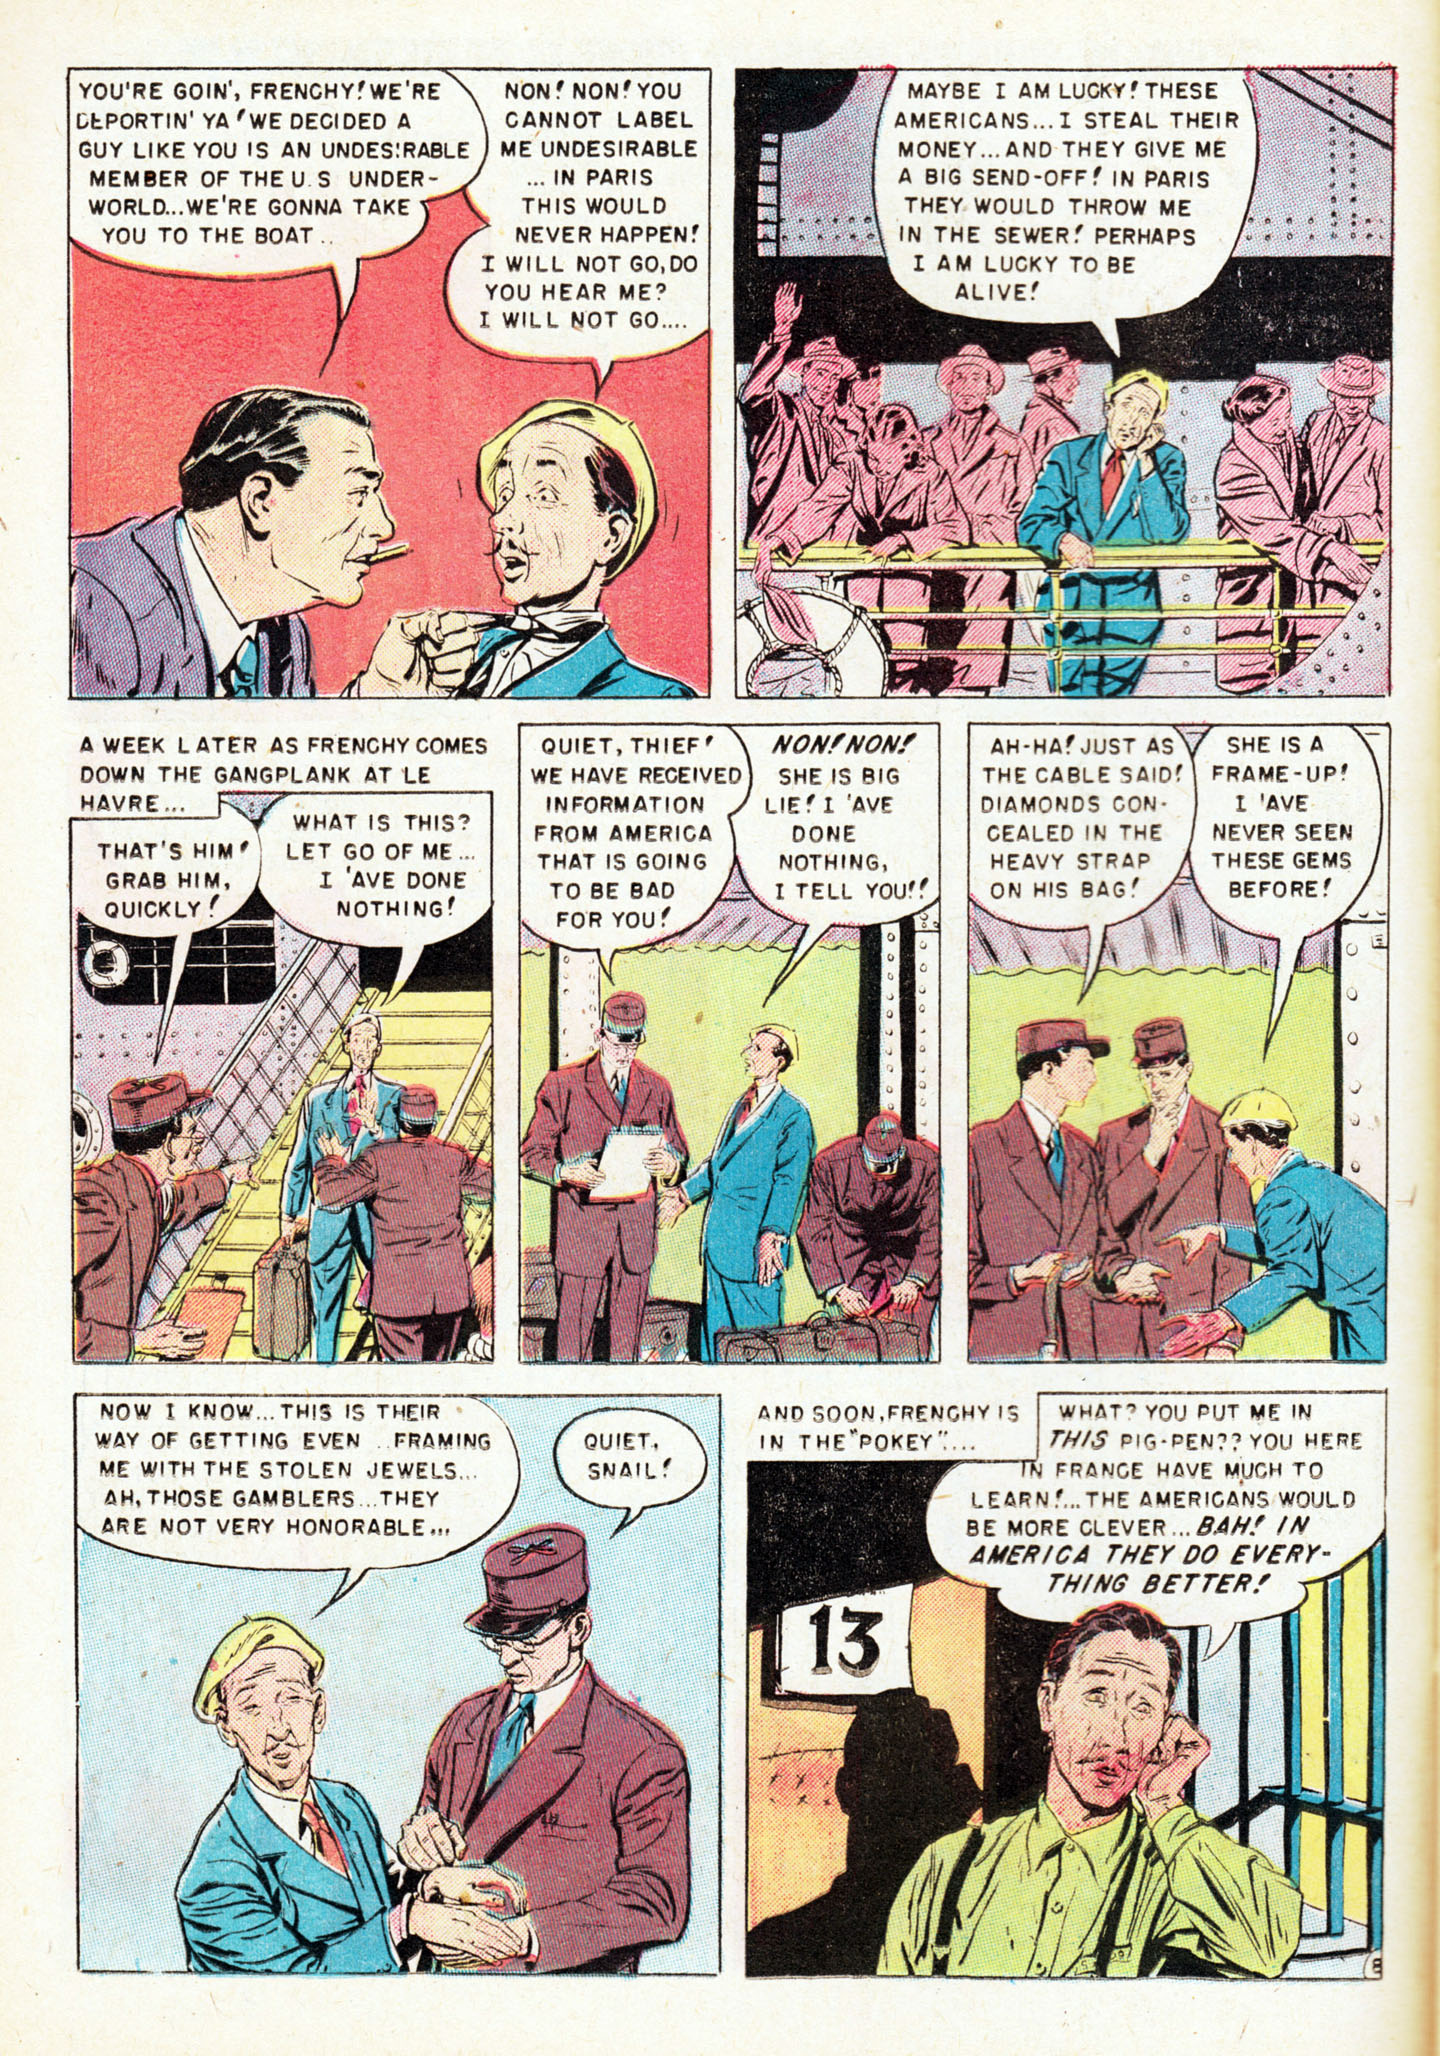 YOU'RE GOIN', FRENCHY! WE'RE
DEPORTIN' YA! WE DECIDED A
GUY LIKE YOU IS AN UNDESIRABLE
MEMBER OF THE U.S UNDER-
WORLD...WE'RE GONNA TAKE
YOU TO THE BOAT..
NON! NON! YOU
CANNOT LABEL
ME UNDESIRABLE
...IN PARIS
THIS WOULD
NEVER HAPPEN!
I WILL NOT GO, DO
YOU HEAR ME?
I WILL NOT GO....
MAYBE I AM LUCKY! THESE
AMERICANS...I STEAL THEIR
MONEY...AND THEY GIVE ME
A BIG SEND-OFF! IN PARIS
THEY WOULD THROW ME
IN THE SEWER! PERHAPS
I AM LUCKY TO BE
ALIVE!
A WEEK LATER AS FRENCHY COMES
DOWN THE GANGPLANK AT LE
HAVRE...
THAT'S HIM!
GRAB HIM,
QUICKLY!
WHAT IS THIS?
LET GO OF ME...
I 'AVE DONE
NOTHING!
QUIET, THIEF!
WE HAVE RECEIVED
INFORMATION
FROM AMERICA
THAT IS GOING
TO BE BAD
FOR YOU!
NON! NON!
SHE IS BIG
LIE! I 'AVE
DONE
NOTHING,
I TELL YOU!!
AH-HA! JUST AS
THE CABLE SAID!
DIAMONDS CON-
CEALED IN THE
HEAVY STRAP
ON HIS BAG!
SHE IS A
FRAME-UP!
I 'AVE
NEVER SEEN
THESE GEMS
BEFORE!
NOW I KNOW...THIS IS THEIR
WAY OF GETTING EVEN ..FRAMING
ME WITH THE STOLEN JEWELS...
AH, THOSE GAMBLERS...THEY
ARE NOT VERY HONORABLE...
QUIET,
SNAIL!
AND SOON, FRENCHY IS
IN THE "POKEY"...
WHAT? YOU PUT ME IN
THIS PIG-PEN?? YOU HERE
IN FRANCE HAVE MUCH TO
LEARN!...THE AMERICANS WOULD
BE MORE CLEVER...BAH! IN
AMERICA THEY DO EVERY-
THING BETTER!
13
8